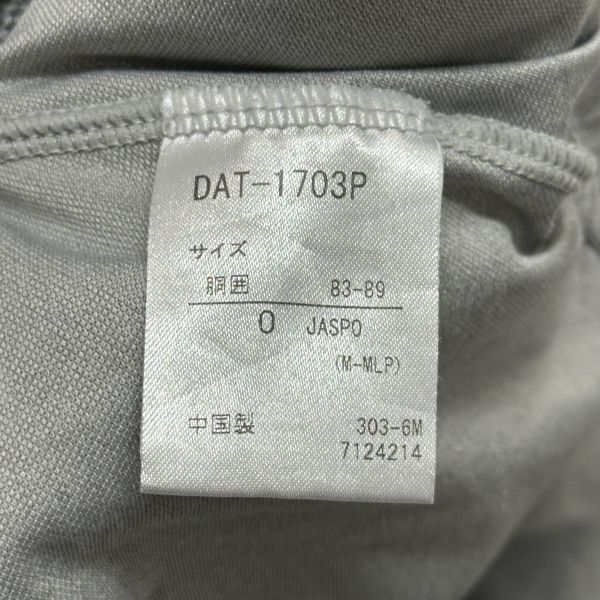 DAT-1703P
サイズ
胴囲 83-89
O JASPO
(M-MLP)
中国製 303-6M
7124214